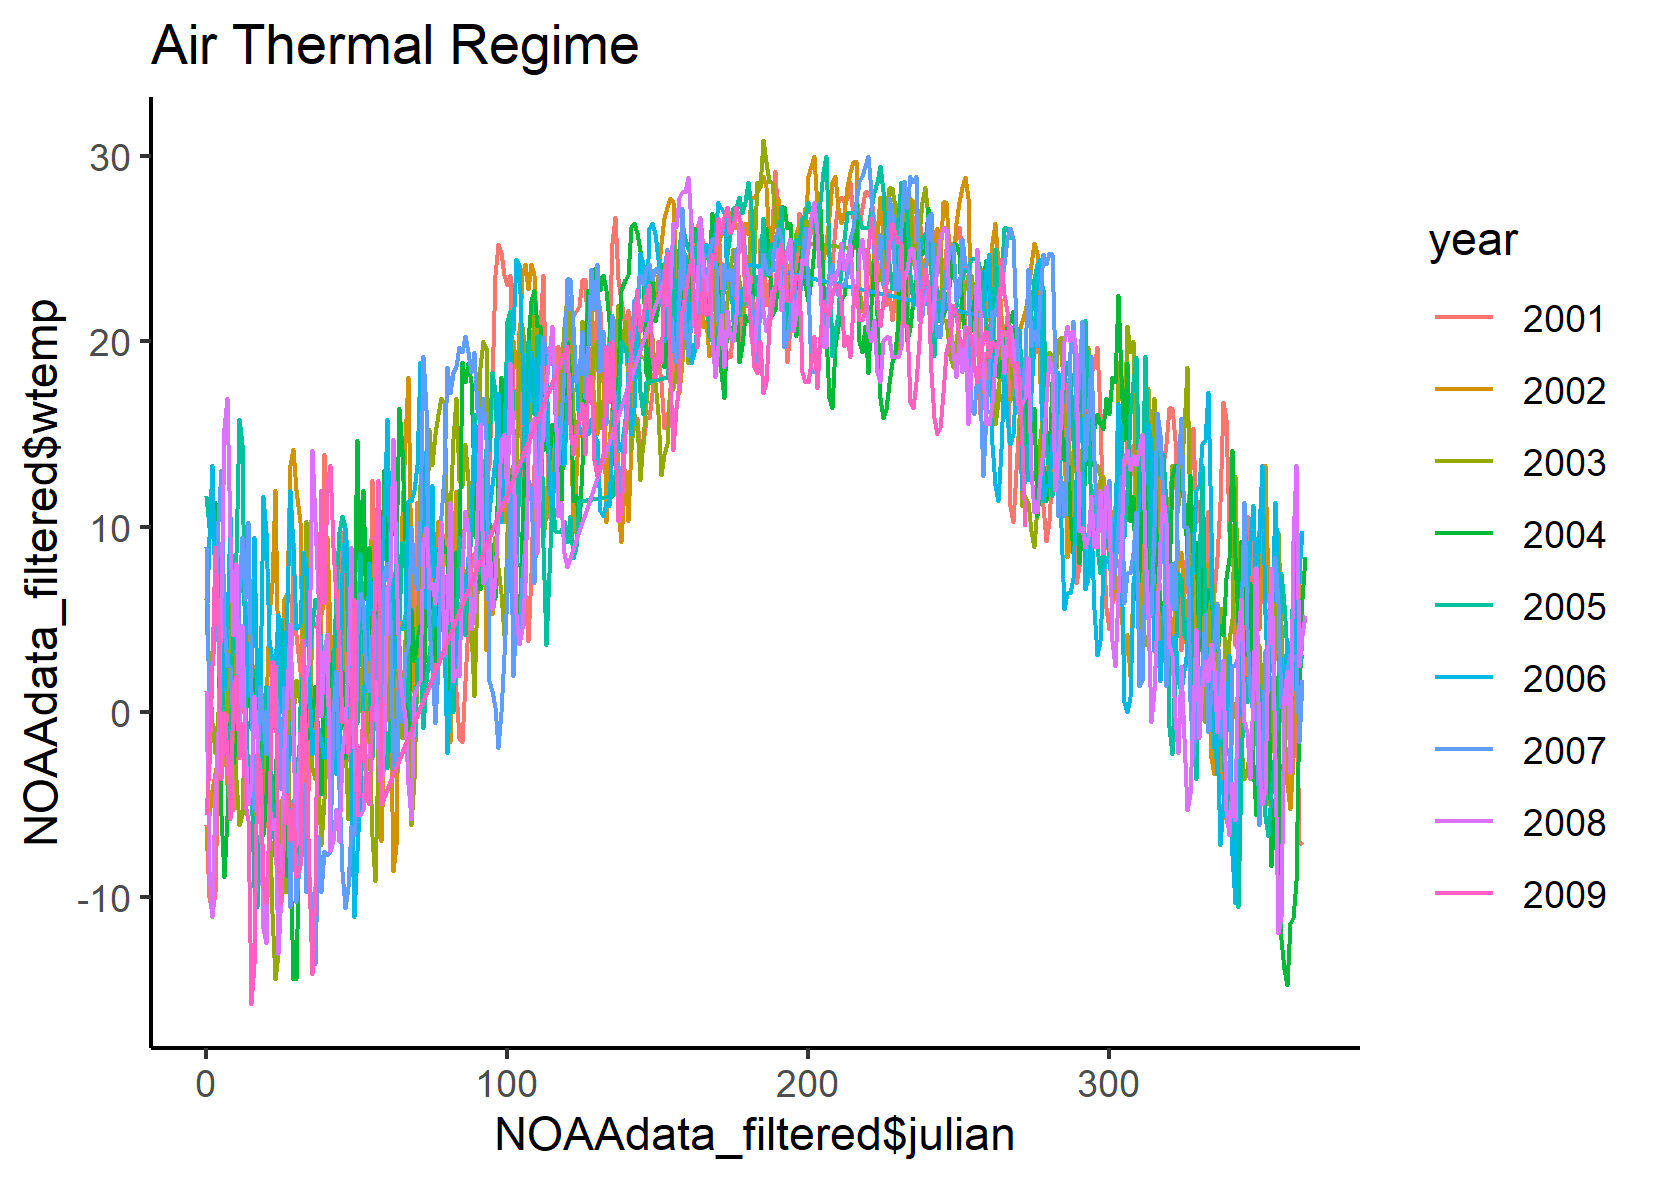 Air Thermal Regime
NOAAdata_filtered$wtemp
30
20
10
0
-10
0 100 200 300
NOAAdata_filtered$julian
year
2001
2002
2003
2004
2005
2006
2007
2008
2009